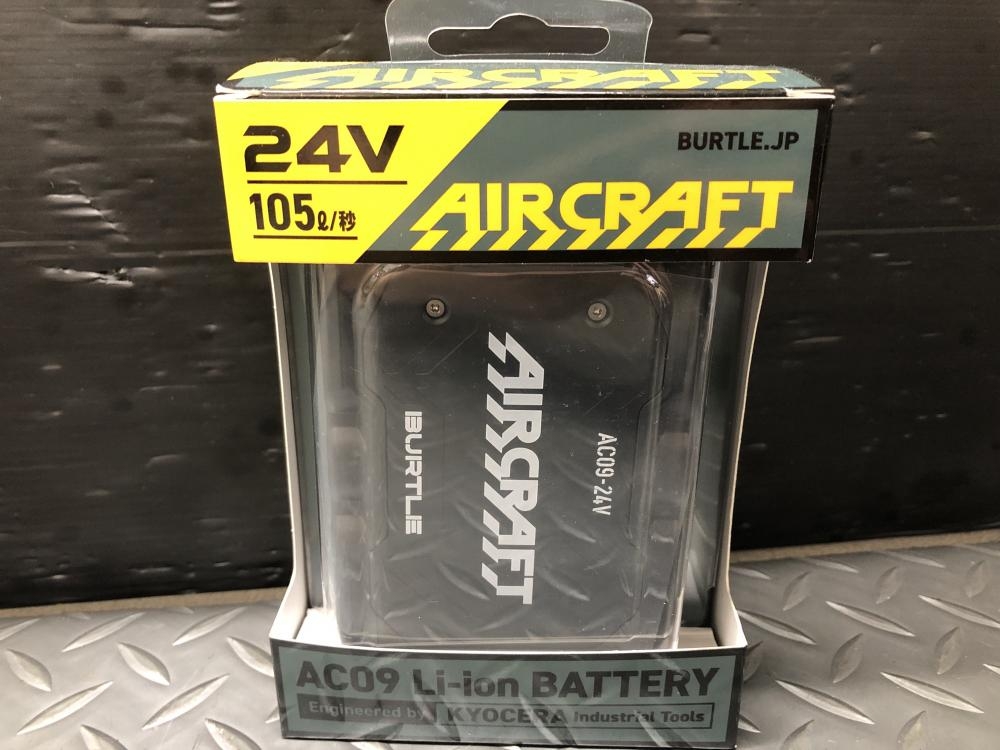 AIRCRAFT
24V
105ℓ/秒
BURTLE.JP
AIRCRAFT
AIRCRAFT
BURTLE
AC09-24V
AC09 Li-ion BATTERY
Engineered by KYOCERA Industrial Tools